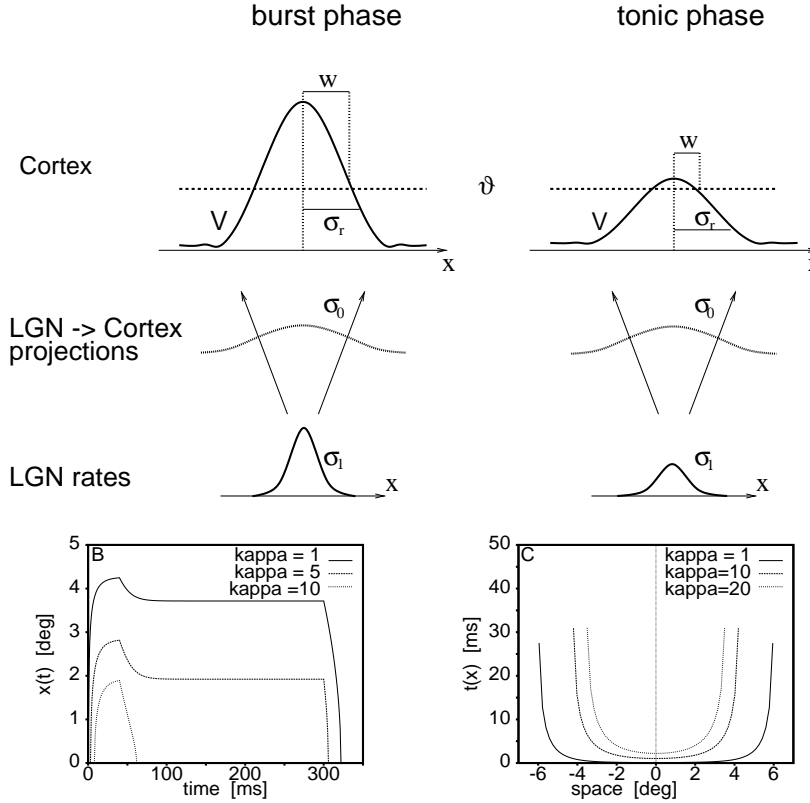 burst phase
tonic phase
w
w
Cortex
ϑ
V
σr
x
V
σr
x
LGN -> Cortex
projections
σ0
σ0
LGN rates
σl
x
σl
x
B
kappa = 1
kappa = 5
kappa =10
5
4
3
2
1
0
x(t) [deg]
0
100
200
300
time [ms]
C
kappa = 1
kappa=10
kappa=20
50
40
30
20
10
0
t(x) [ms]
-6
-4
-2
0
2
4
6
space [deg]